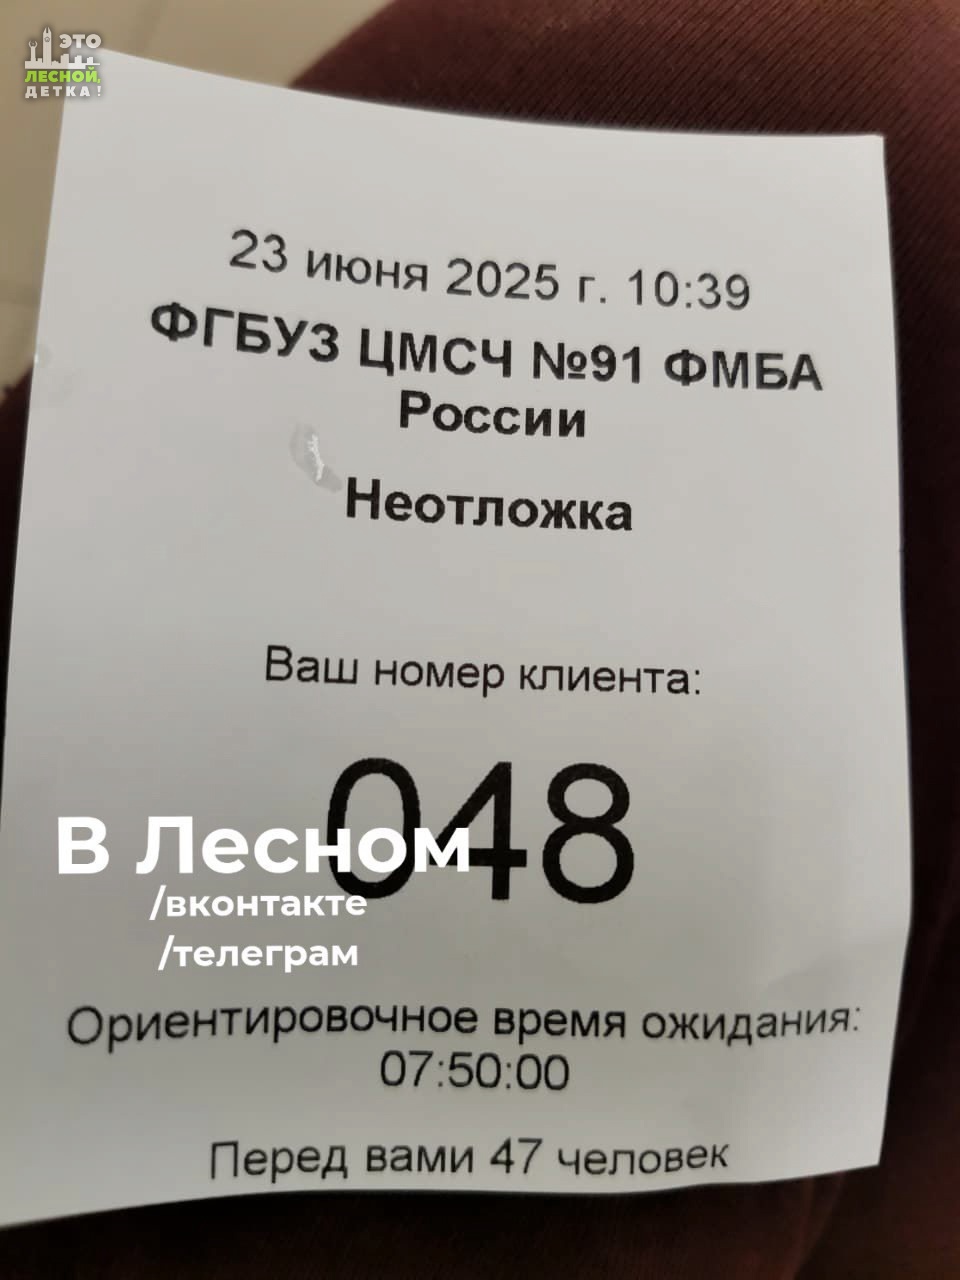 ЭТО
ЛЕСНОЙ,
ДЕТКА!
23 июня 2025 г. 10:39
ФГБУЗ ЦМСЧ №91 ФМБА
России
Неотложка
Ваш номер клиента:
048
В Лесном
/вконтакте
/телеграм
Ориентировочное время ожидания:
07:50:00
Перед вами 47 человек